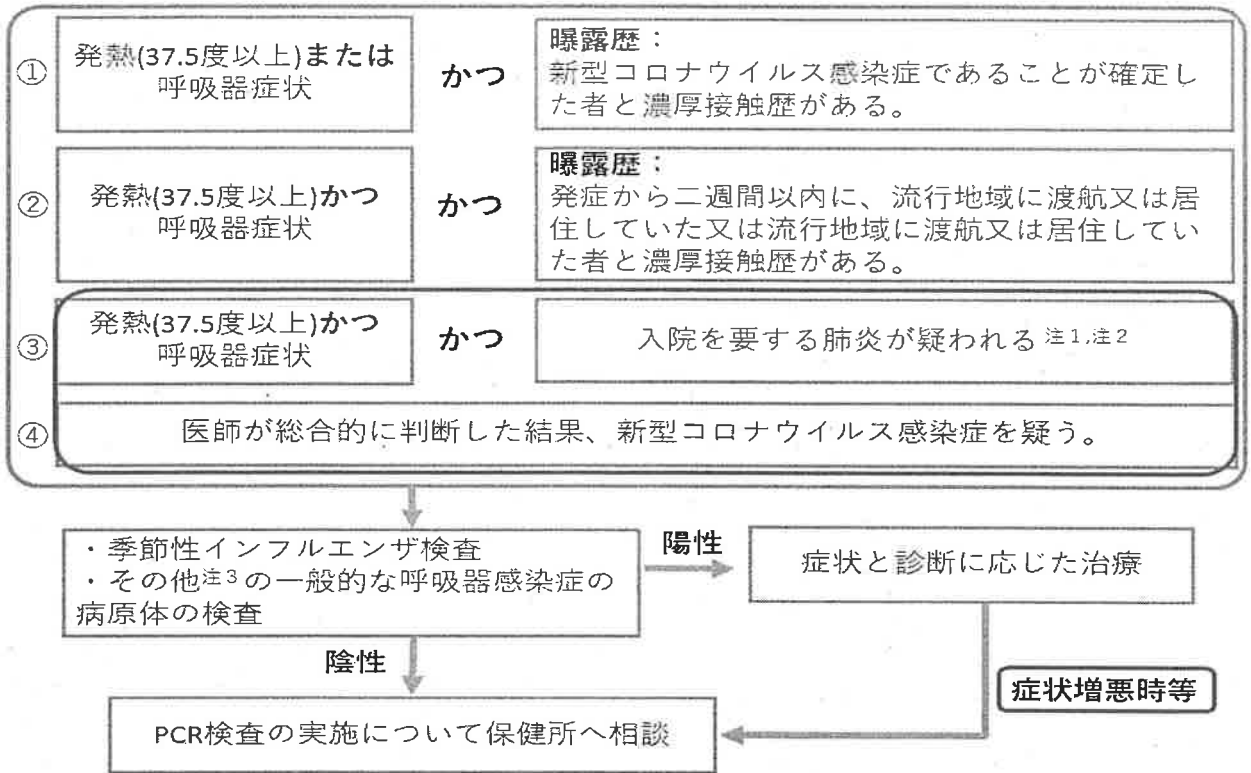 ①
発熱(37.5度以上)または
呼吸器症状
かつ
曝露歴：
新型コロナウイルス感染症であることが確定し
た者と濃厚接触歴がある。
②
発熱(37.5度以上)かつ
呼吸器症状
かつ
曝露歴：
発症から二週間以内に、流行地域に渡航又は居
住していた又は流行地域に渡航又は居住してい
た者と濃厚接触歴がある。
③
発熱(37.5度以上)かつ
呼吸器症状
かつ
入院を要する肺炎が疑われる注1,注2
④
医師が総合的に判断した結果、新型コロナウイルス感染症を疑う。
・季節性インフルエンザ検査
・その他注3の一般的な呼吸器感染症の
病原体の検査
陽性
症状と診断に応じた治療
陰性
症状増悪時等
PCR検査の実施について保健所へ相談